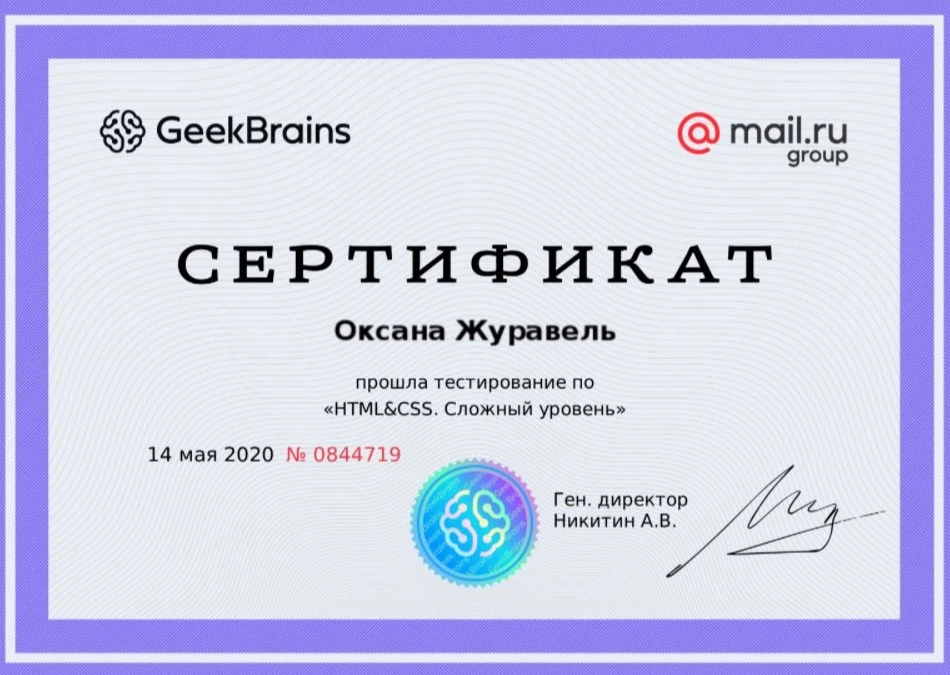 GeekBrains
@ mail.ru
group
СЕРТИФИКАТ
Оксана Журавель
прошла тестирование по
«HTML&CSS. Сложный уровень»
14 мая 2020 № 0844719
Ген. директор
Никитин А.В.